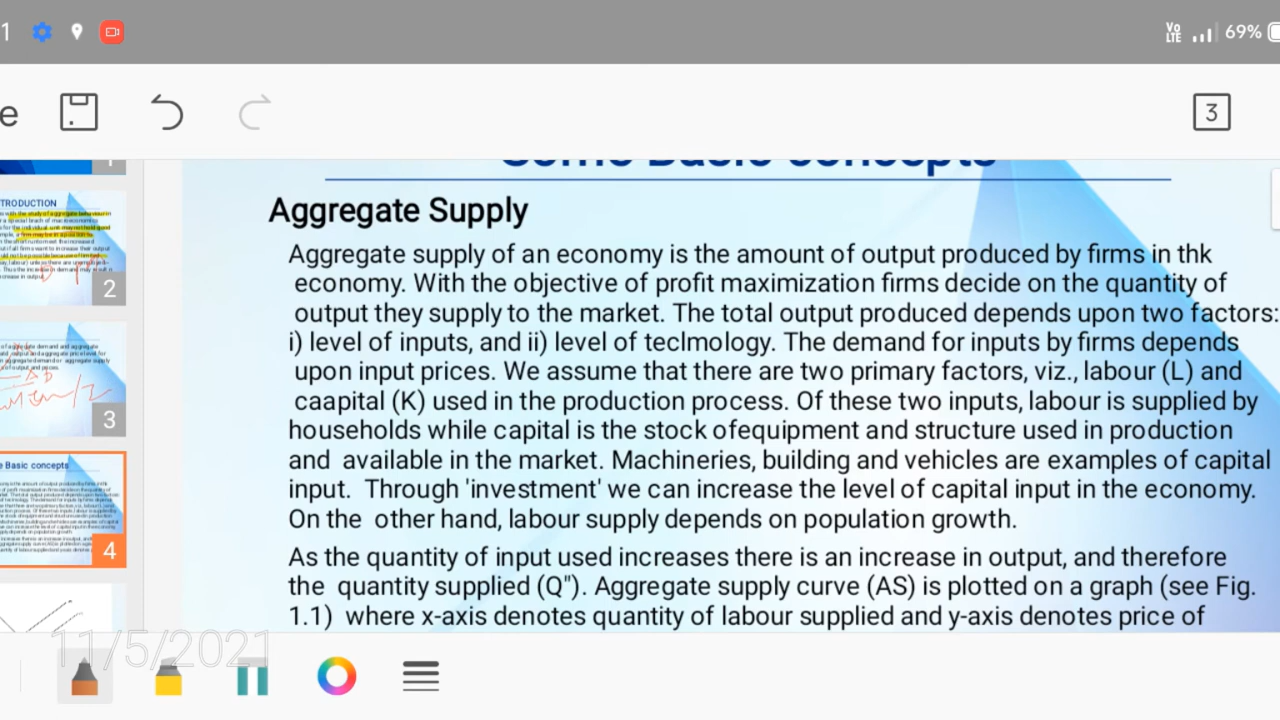 1
Vo
LTE
69%
e
3
Some Basic concepts
Aggregate Supply
Aggregate supply of an economy is the amount of output produced by firms in thk
economy. With the objective of profit maximization firms decide on the quantity of
output they supply to the market. The total output produced depends upon two factors:
i) level of inputs, and ii) level of teclmology. The demand for inputs by firms depends
upon input prices. We assume that there are two primary factors, viz., labour (L) and
caapital (K) used in the production process. Of these two inputs, labour is supplied by
households while capital is the stock ofequipment and structure used in production
and available in the market. Machineries, building and vehicles are examples of capital
input. Through 'investment' we can increase the level of capital input in the economy.
On the other hand, labour supply depends on population growth.
As the quantity of input used increases there is an increase in output, and therefore
the quantity supplied (Q"). Aggregate supply curve (AS) is plotted on a graph (see Fig.
1.1) where x-axis denotes quantity of labour supplied and y-axis denotes price of
TRODUCTION
2
3
e Basic concepts
4
11/5/2021